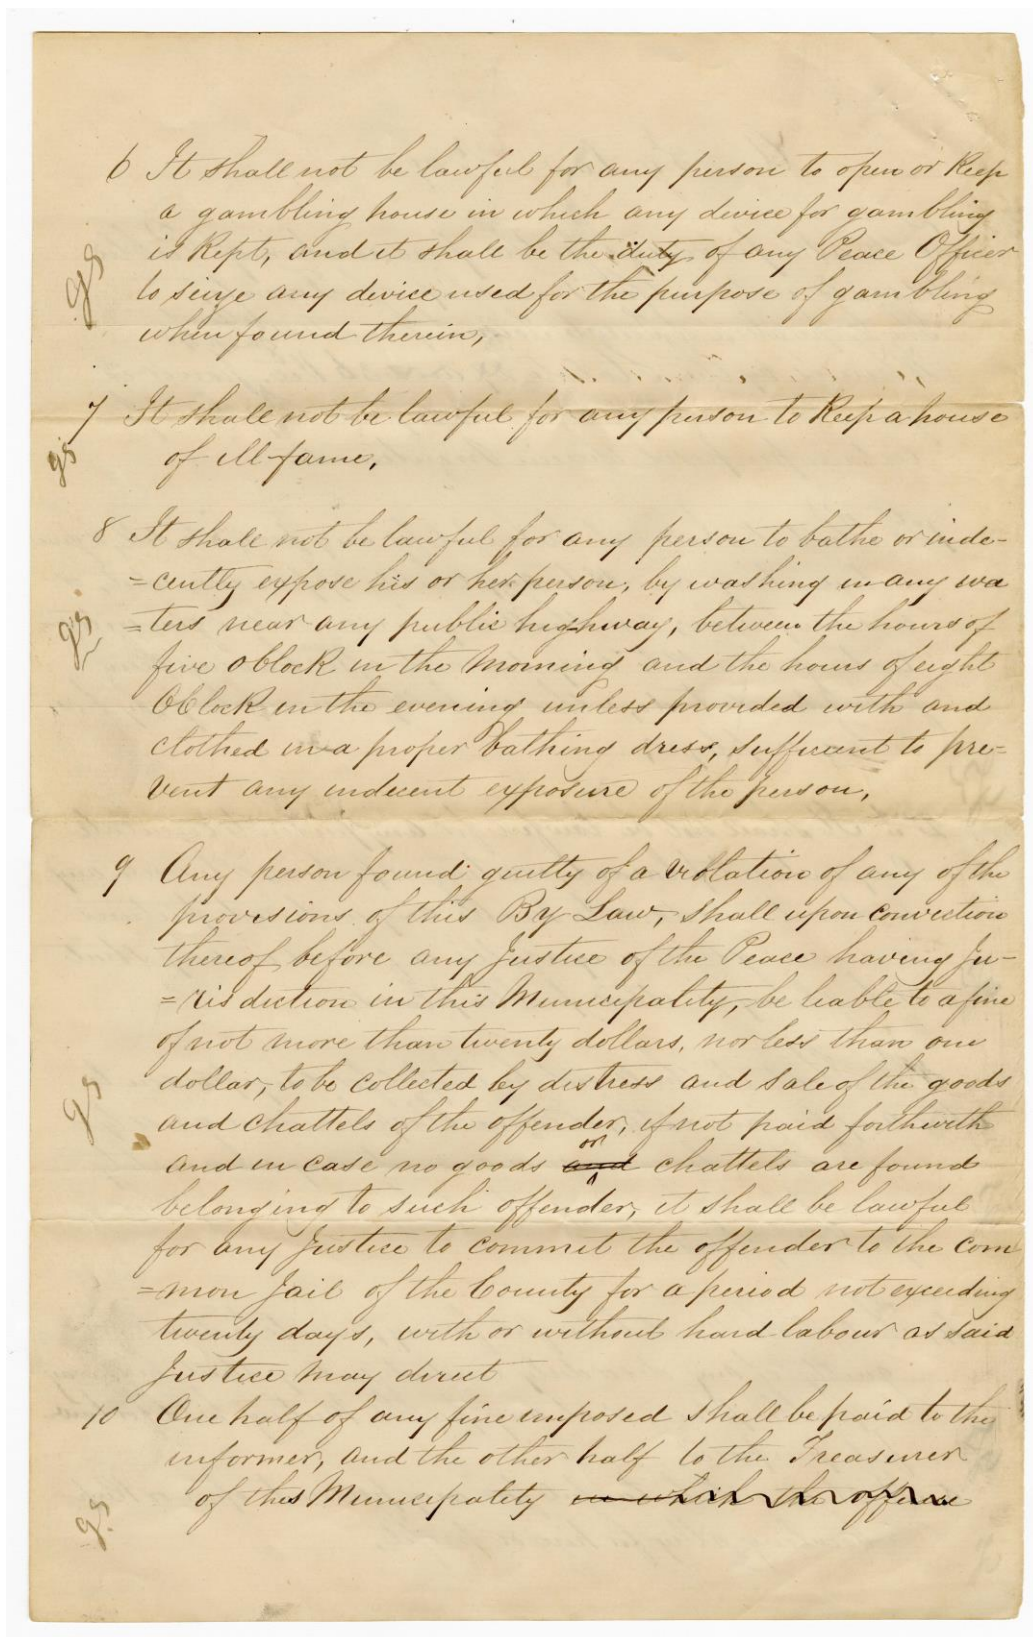 6 It shall not be lawful for any person to open or Keep
a gambling house in which any device for gambling
is Kept, and it shall be the duty of any Peace Officer
to seize any device used for the purpose of gambling
when found therein,
7 It shall not be lawful for any person to Keep a house
of ill-fame,
8 It shall not be lawful for any person to bathe or inde-
=cently expose his or her person, by washing in any wa
=ters near any public highway, between the hours of
five oClock in the Morning and the hours of eight
OClock in the evening unless provided with and
clothed in a proper bathing dress, sufficient to pre=
vent any indecent exposure of the person,
9 Any person found guilty of a violation of any of the
provisions of this By Law, shall upon conviction
thereof before any Justice of the Peace having Ju-
=risdiction in this Municipality, be liable to a fine
of not more than twenty dollars, nor less than one
dollar, to be collected by distress and sale of the goods
and chattels of the offender, if not paid forthwith
and in case no goods and or chattels are found
belonging to such offender, it shall be lawful
for any Justice to commit the offender to the com
=mon Jail of the County for a period not exceeding
twenty days, with or without hard labour as said
Justice may direct
10 One half of any fine imposed shall be paid to the
informer, and the other half to the Treasurer
of this Municipality in which the offence